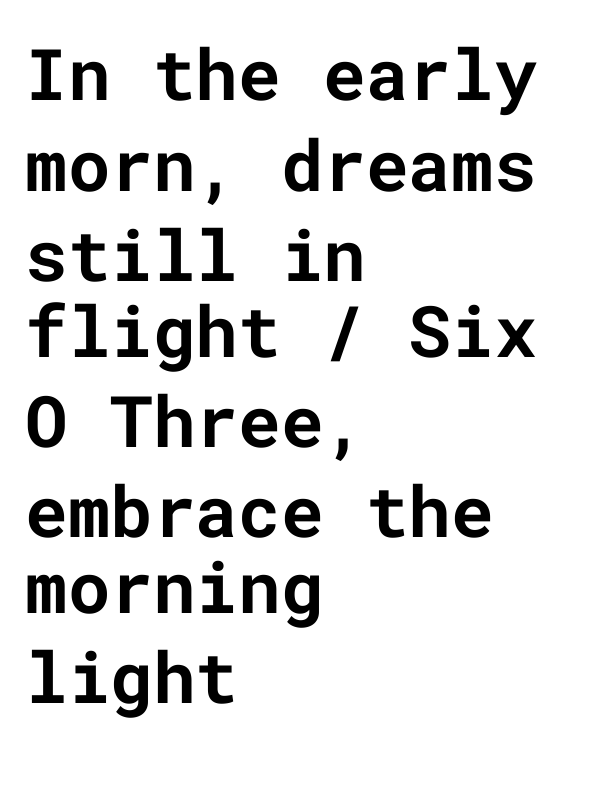 In the early
morn, dreams
still in
flight / Six
O Three,
embrace the
morning
light